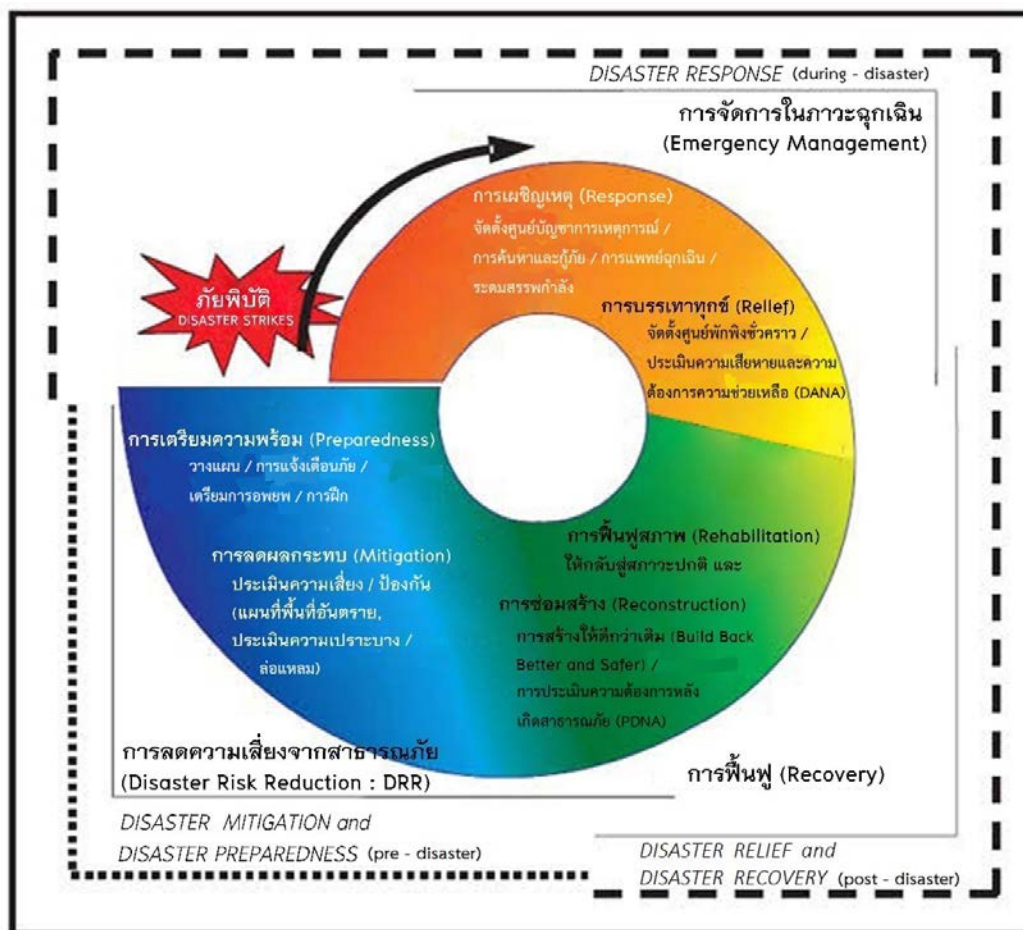 DISASTER RESPONSE (during - disaster)
การจัดการในภาวะฉุกเฉิน
(Emergency Management)
การเผชิญเหตุ (Response)
จัดตั้งศูนย์บัญชาการเหตุการณ์ /
การค้นหาและกู้ภัย / การแพทย์ฉุกเฉิน /
ระดมสรรพกำลัง
ภัยพิบัติ
DISASTER STRIKES
การบรรเทาทุกข์ (Relief)
จัดตั้งศูนย์พักพิงชั่วคราว /
ประเมินความเสียหายและความ
ต้องการความช่วยเหลือ (DANA)
การเตรียมความพร้อม (Preparedness)
วางแผน / การแจ้งเตือนภัย /
เตรียมการอพยพ / การฝึก
การลดผลกระทบ (Mitigation)
ประเมินความเสี่ยง / ป้องกัน
(แผนที่พื้นที่อันตราย,
ประเมินความเปราะบาง /
ล่อแหลม)
การฟื้นฟูสภาพ (Rehabilitation)
ให้กลับสู่สภาวะปกติ และ
การซ่อมสร้าง (Reconstruction)
การสร้างให้ดีกว่าเดิม (Build Back
Better and Safer) /
การประเมินความต้องการหลัง
เกิดสาธารณภัย (PDNA)
การลดความเสี่ยงจากสาธารณภัย
(Disaster Risk Reduction : DRR)
การฟื้นฟู (Recovery)
DISASTER MITIGATION and
DISASTER PREPAREDNESS (pre - disaster)
DISASTER RELIEF and
DISASTER RECOVERY (post - disaster)